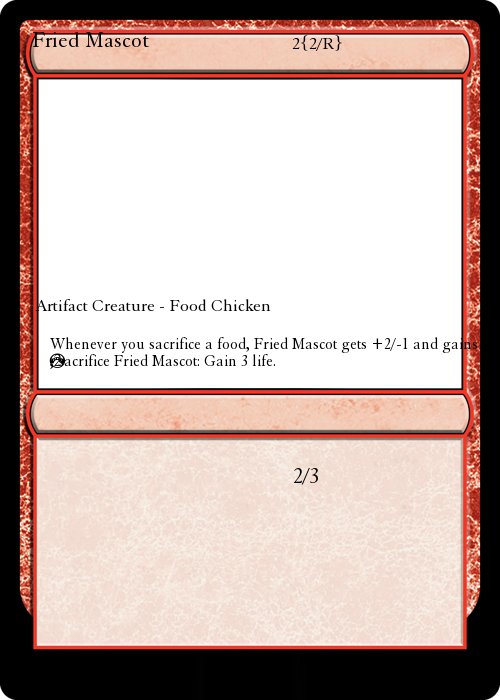 Fried Mascot 2{2/R}
Artifact Creature - Food Chicken
Whenever you sacrifice a food, Fried Mascot gets +2/-1 and gains
Sacrifice Fried Mascot: Gain 3 life.
2/3